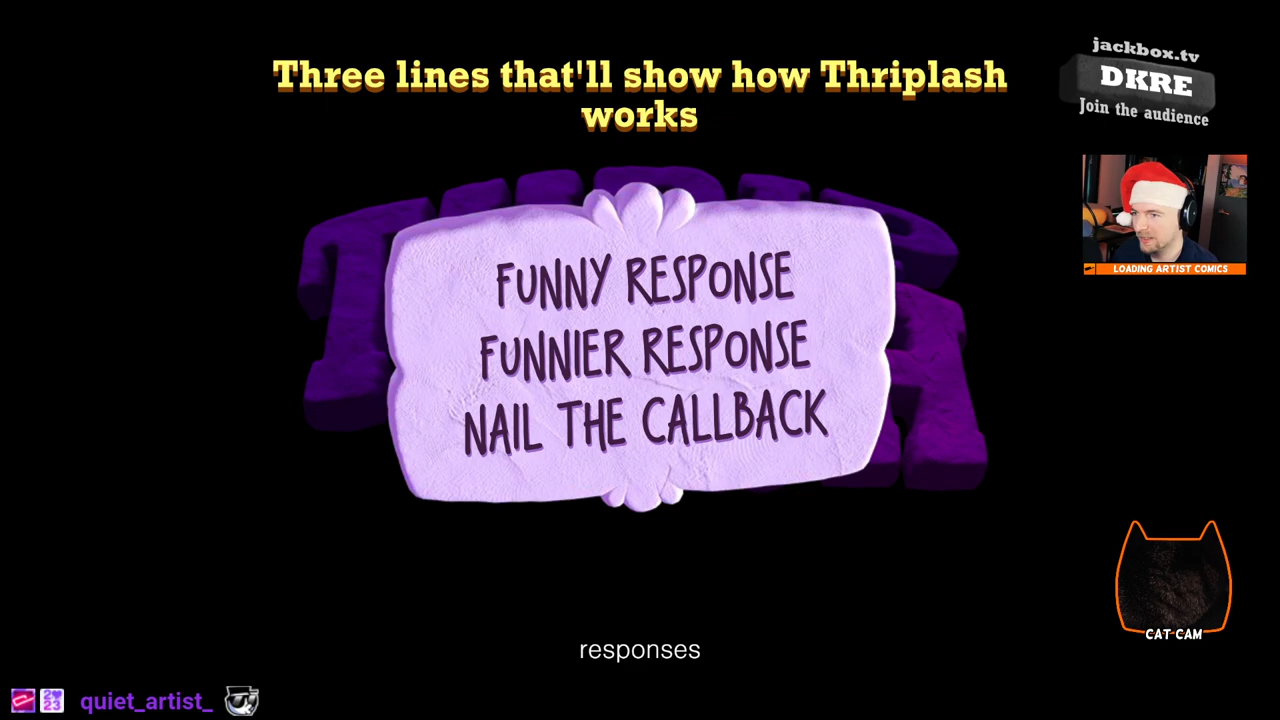 Three lines that'll show how Thriplash
works
jackbox.tv
DKRE
Join the audience
FUNNY RESPONSE
FUNNIER RESPONSE
NAIL THE CALLBACK
LOADING ARTIST COMICS
CAT CAM
responses
quiet_artist_